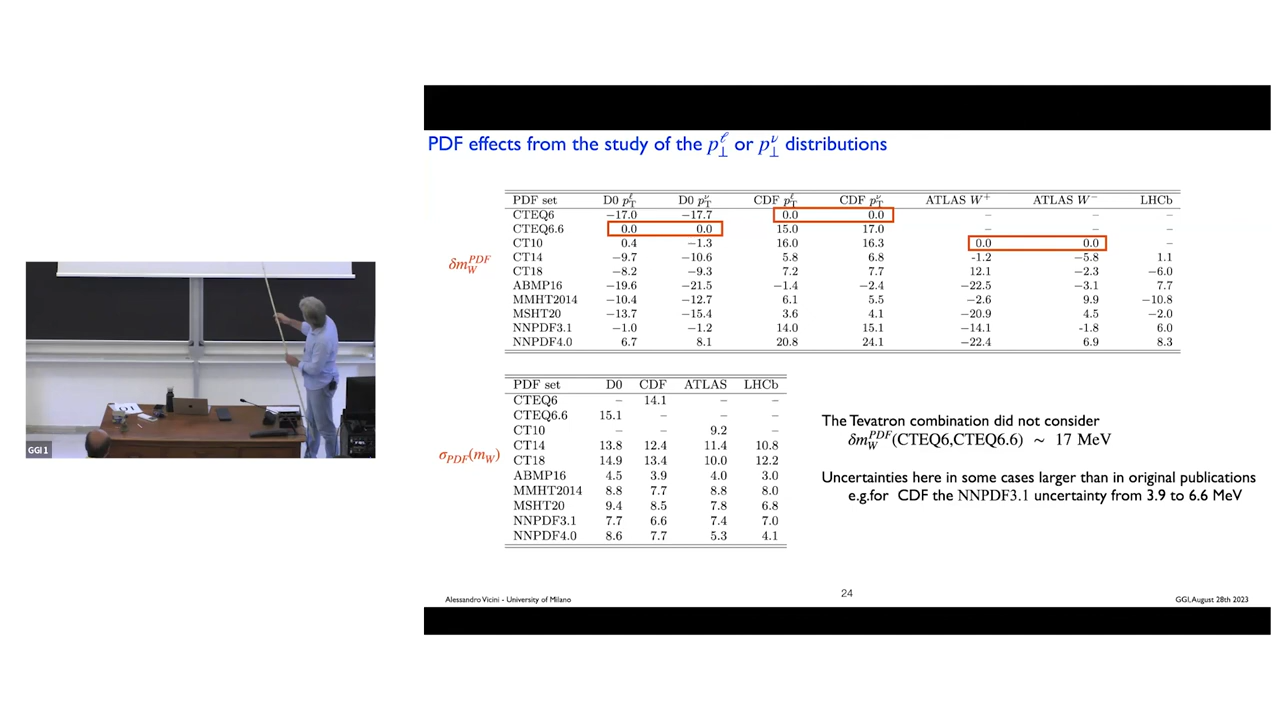 PDF effects from the study of the p⊥^ℓ or p⊥^ν distributions
PDF set D0 p_T^ℓ D0 p_T^ν CDF p_T^ℓ CDF p_T^ν ATLAS W⁺ ATLAS W⁻ LHCb
CTEQ6 −17.0 −17.7 0.0 0.0 – – –
CTEQ6.6 0.0 0.0 15.0 17.0 – – –
CT10 0.4 −1.3 16.0 16.3 0.0 0.0 –
CT14 −9.7 −10.6 5.8 6.8 -1.2 −5.8 1.1
CT18 −8.2 −9.3 7.2 7.7 12.1 −2.3 −6.0
ABMP16 −19.6 −21.5 −1.4 −2.4 −22.5 −3.1 7.7
MMHT2014 −10.4 −12.7 6.1 5.5 −2.6 9.9 −10.8
MSHT20 −13.7 −15.4 3.6 4.1 −20.9 4.5 −2.0
NNPDF3.1 −1.0 −1.2 14.0 15.1 −14.1 -1.8 6.0
NNPDF4.0 6.7 8.1 20.8 24.1 −22.4 6.9 8.3
δm_W^PDF
PDF set D0 CDF ATLAS LHCb
CTEQ6 – 14.1 – –
CTEQ6.6 15.1 – – –
CT10 – – 9.2 –
CT14 13.8 12.4 11.4 10.8
CT18 14.9 13.4 10.0 12.2
ABMP16 4.5 3.9 4.0 3.0
MMHT2014 8.8 7.7 8.8 8.0
MSHT20 9.4 8.5 7.8 6.8
NNPDF3.1 7.7 6.6 7.4 7.0
NNPDF4.0 8.6 7.7 5.3 4.1
σ_PDF(m_W)
The Tevatron combination did not consider
δm_W^PDF(CTEQ6,CTEQ6.6) ∼ 17 MeV
Uncertainties here in some cases larger than in original publications
e.g.for CDF the NNPDF3.1 uncertainty from 3.9 to 6.6 MeV
Alessandro Vicini - University of Milano
24
GGI, August 28th 2023
GGI 1